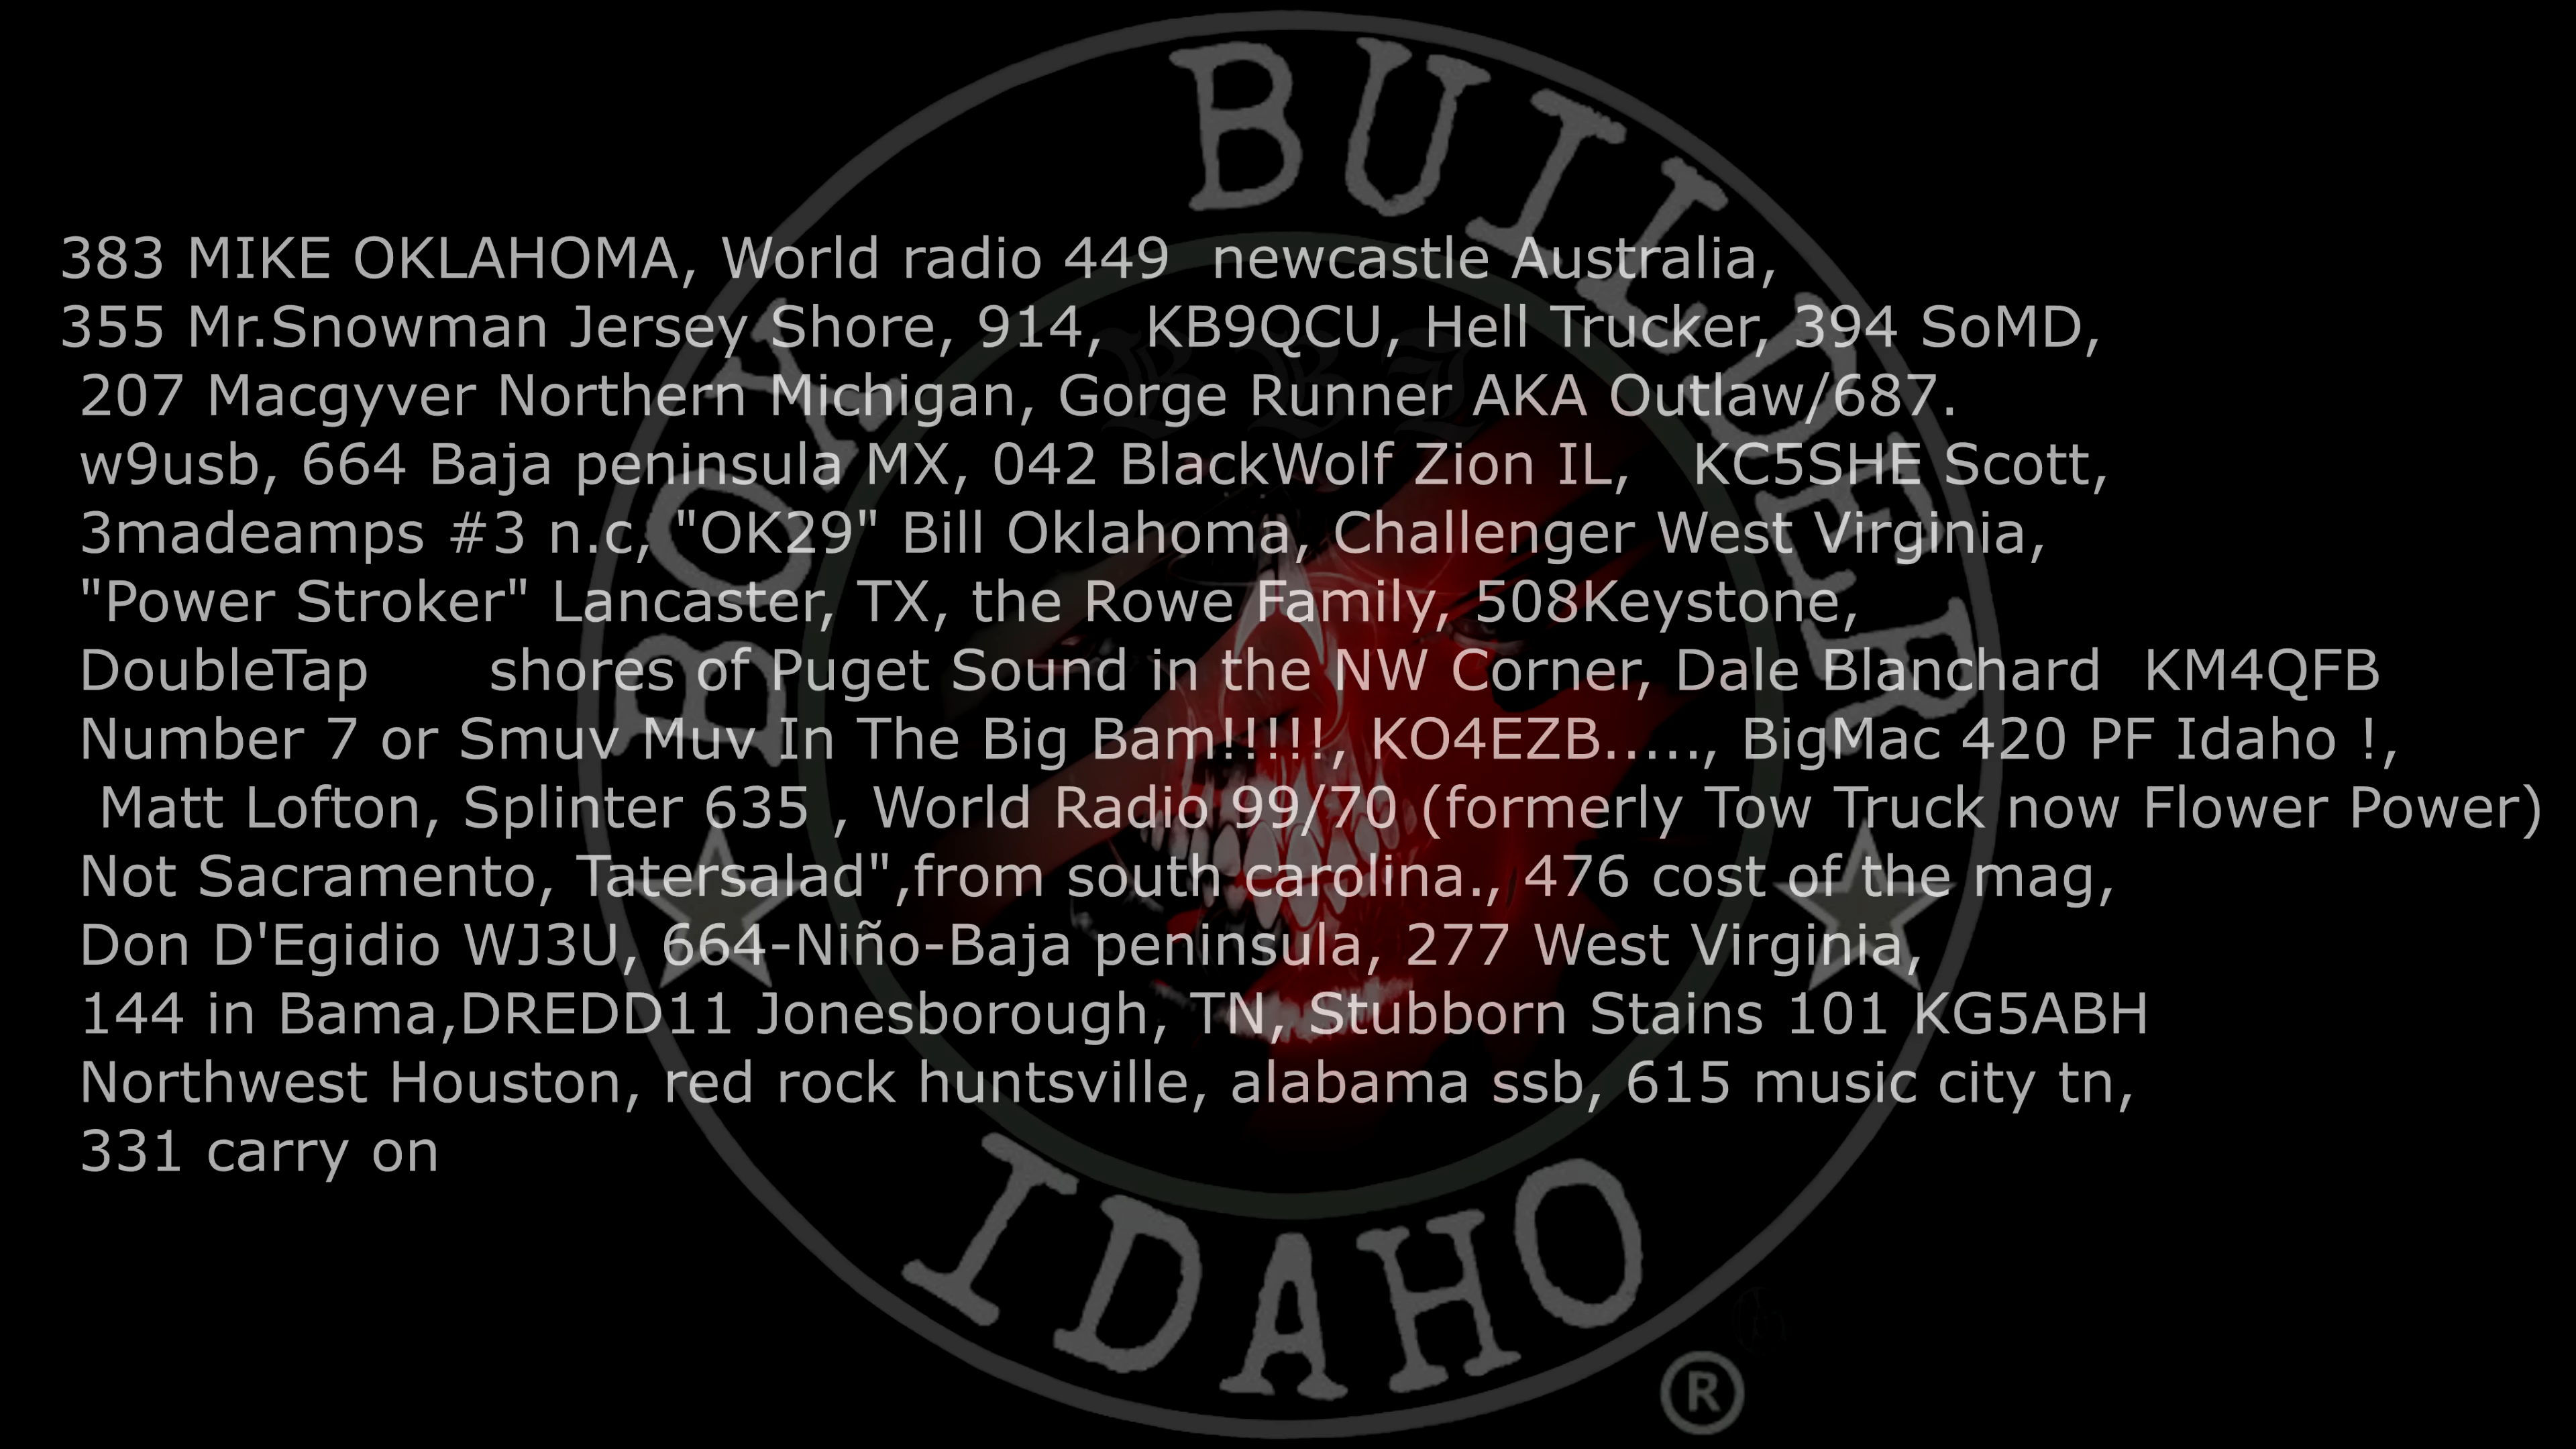 BOY BUILDER
BBI
383 MIKE OKLAHOMA, World radio 449  newcastle Australia,
355 Mr.Snowman Jersey Shore, 914,  KB9QCU, Hell Trucker, 394 SoMD,
207 Macgyver Northern Michigan, Gorge Runner AKA Outlaw/687.
w9usb, 664 Baja peninsula MX, 042 BlackWolf Zion IL,   KC5SHE Scott,
3madeamps #3 n.c, "OK29" Bill Oklahoma, Challenger West Virginia,
"Power Stroker" Lancaster, TX, the Rowe Family, 508Keystone,
DoubleTap      shores of Puget Sound in the NW Corner, Dale Blanchard  KM4QFB
Number 7 or Smuv Muv In The Big Bam!!!!!, KO4EZB....., BigMac 420 PF Idaho !,
Matt Lofton, Splinter 635 , World Radio 99/70 (formerly Tow Truck now Flower Power)
Not Sacramento, Tatersalad",from south carolina., 476 cost of the mag,
Don D'Egidio WJ3U, 664-Niño-Baja peninsula, 277 West Virginia,
144 in Bama,DREDD11 Jonesborough, TN, Stubborn Stains 101 KG5ABH
Northwest Houston, red rock huntsville, alabama ssb, 615 music city tn,
331 carry on
IDAHO
®